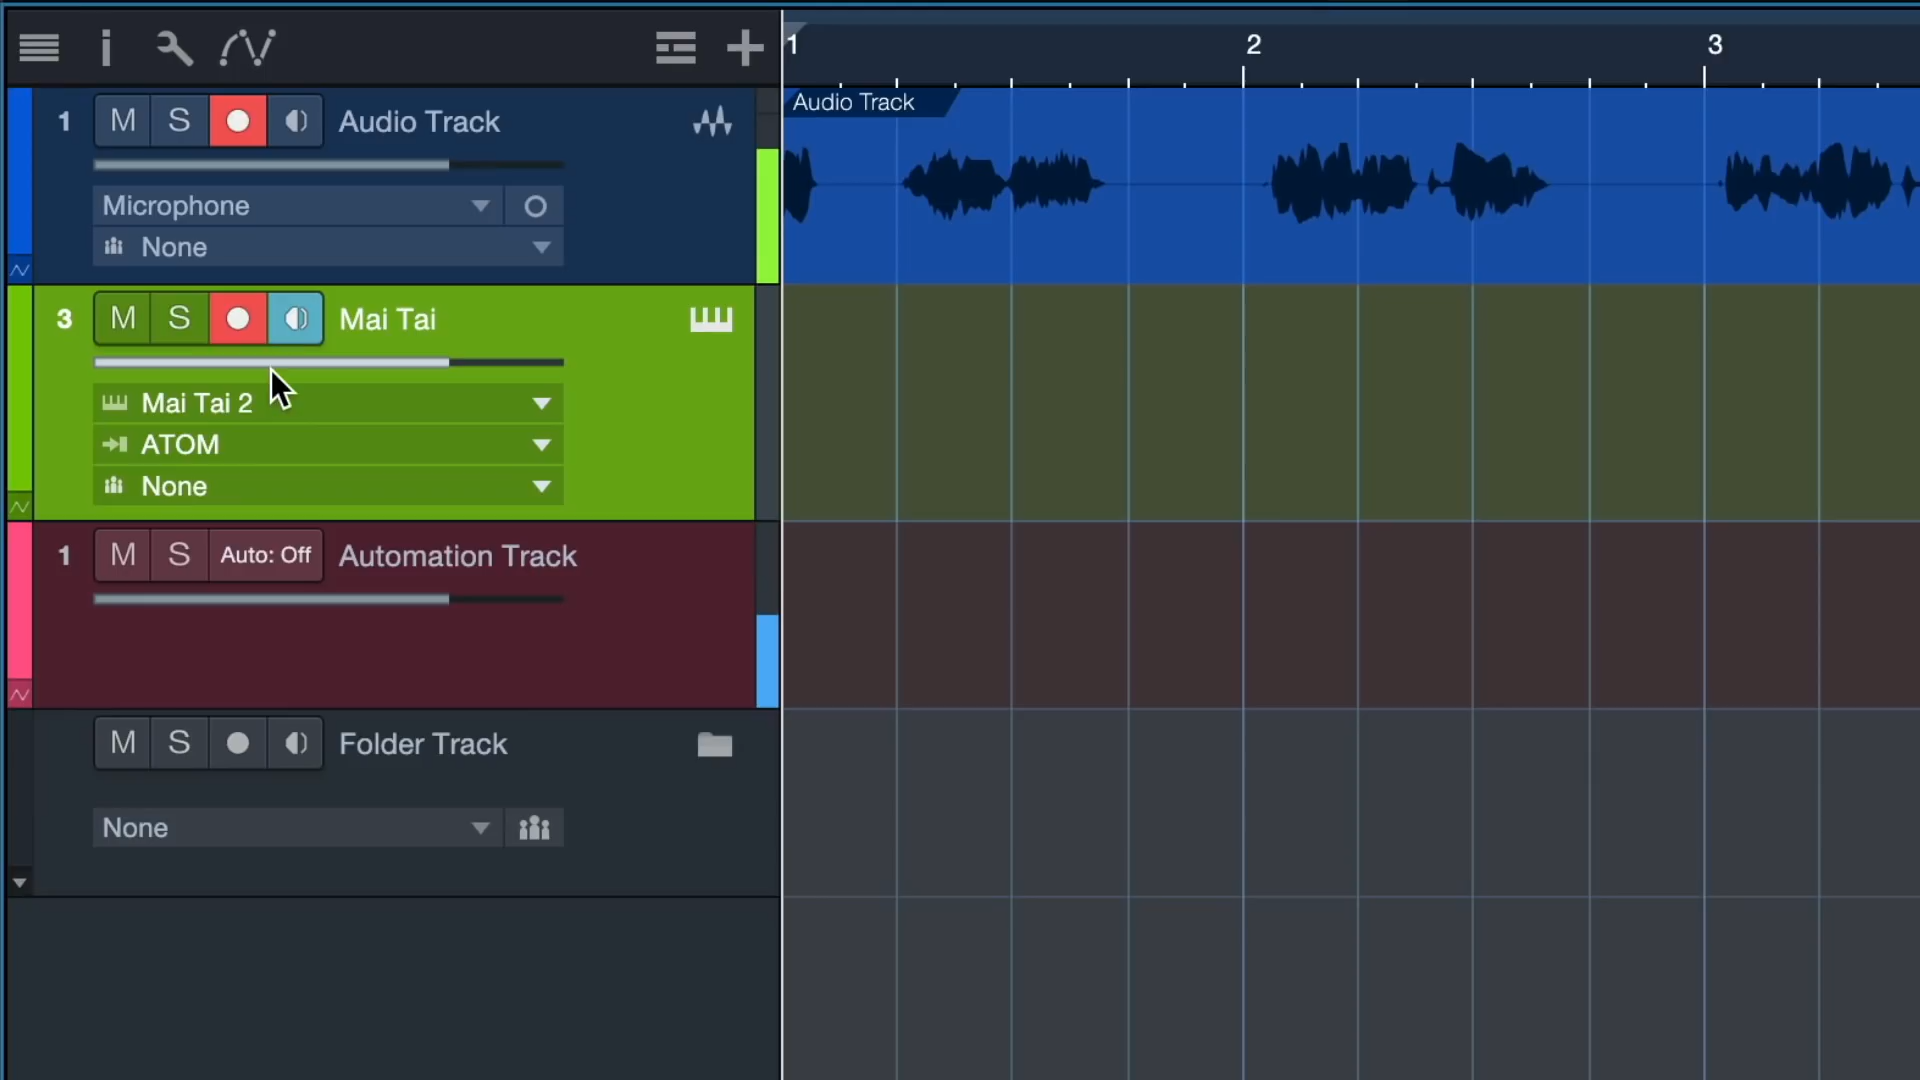 1 2 3
1 M S Audio Track
Audio Track
Microphone
None
3 M S Mai Tai
Mai Tai 2
ATOM
None
1 M S Auto: Off Automation Track
M S Folder Track
None